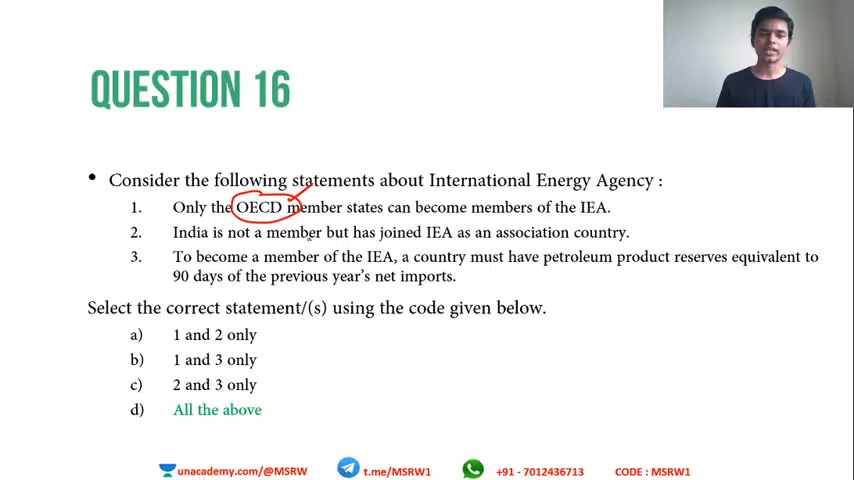 QUESTION 16
• Consider the following statements about International Energy Agency :
1. Only the OECD member states can become members of the IEA.
2. India is not a member but has joined IEA as an association country.
3. To become a member of the IEA, a country must have petroleum product reserves equivalent to
90 days of the previous year's net imports.
Select the correct statement/(s) using the code given below.
a) 1 and 2 only
b) 1 and 3 only
c) 2 and 3 only
d) All the above
unacademy.com/@MSRW t.me/MSRW1 +91 - 7012436713 CODE : MSRW1